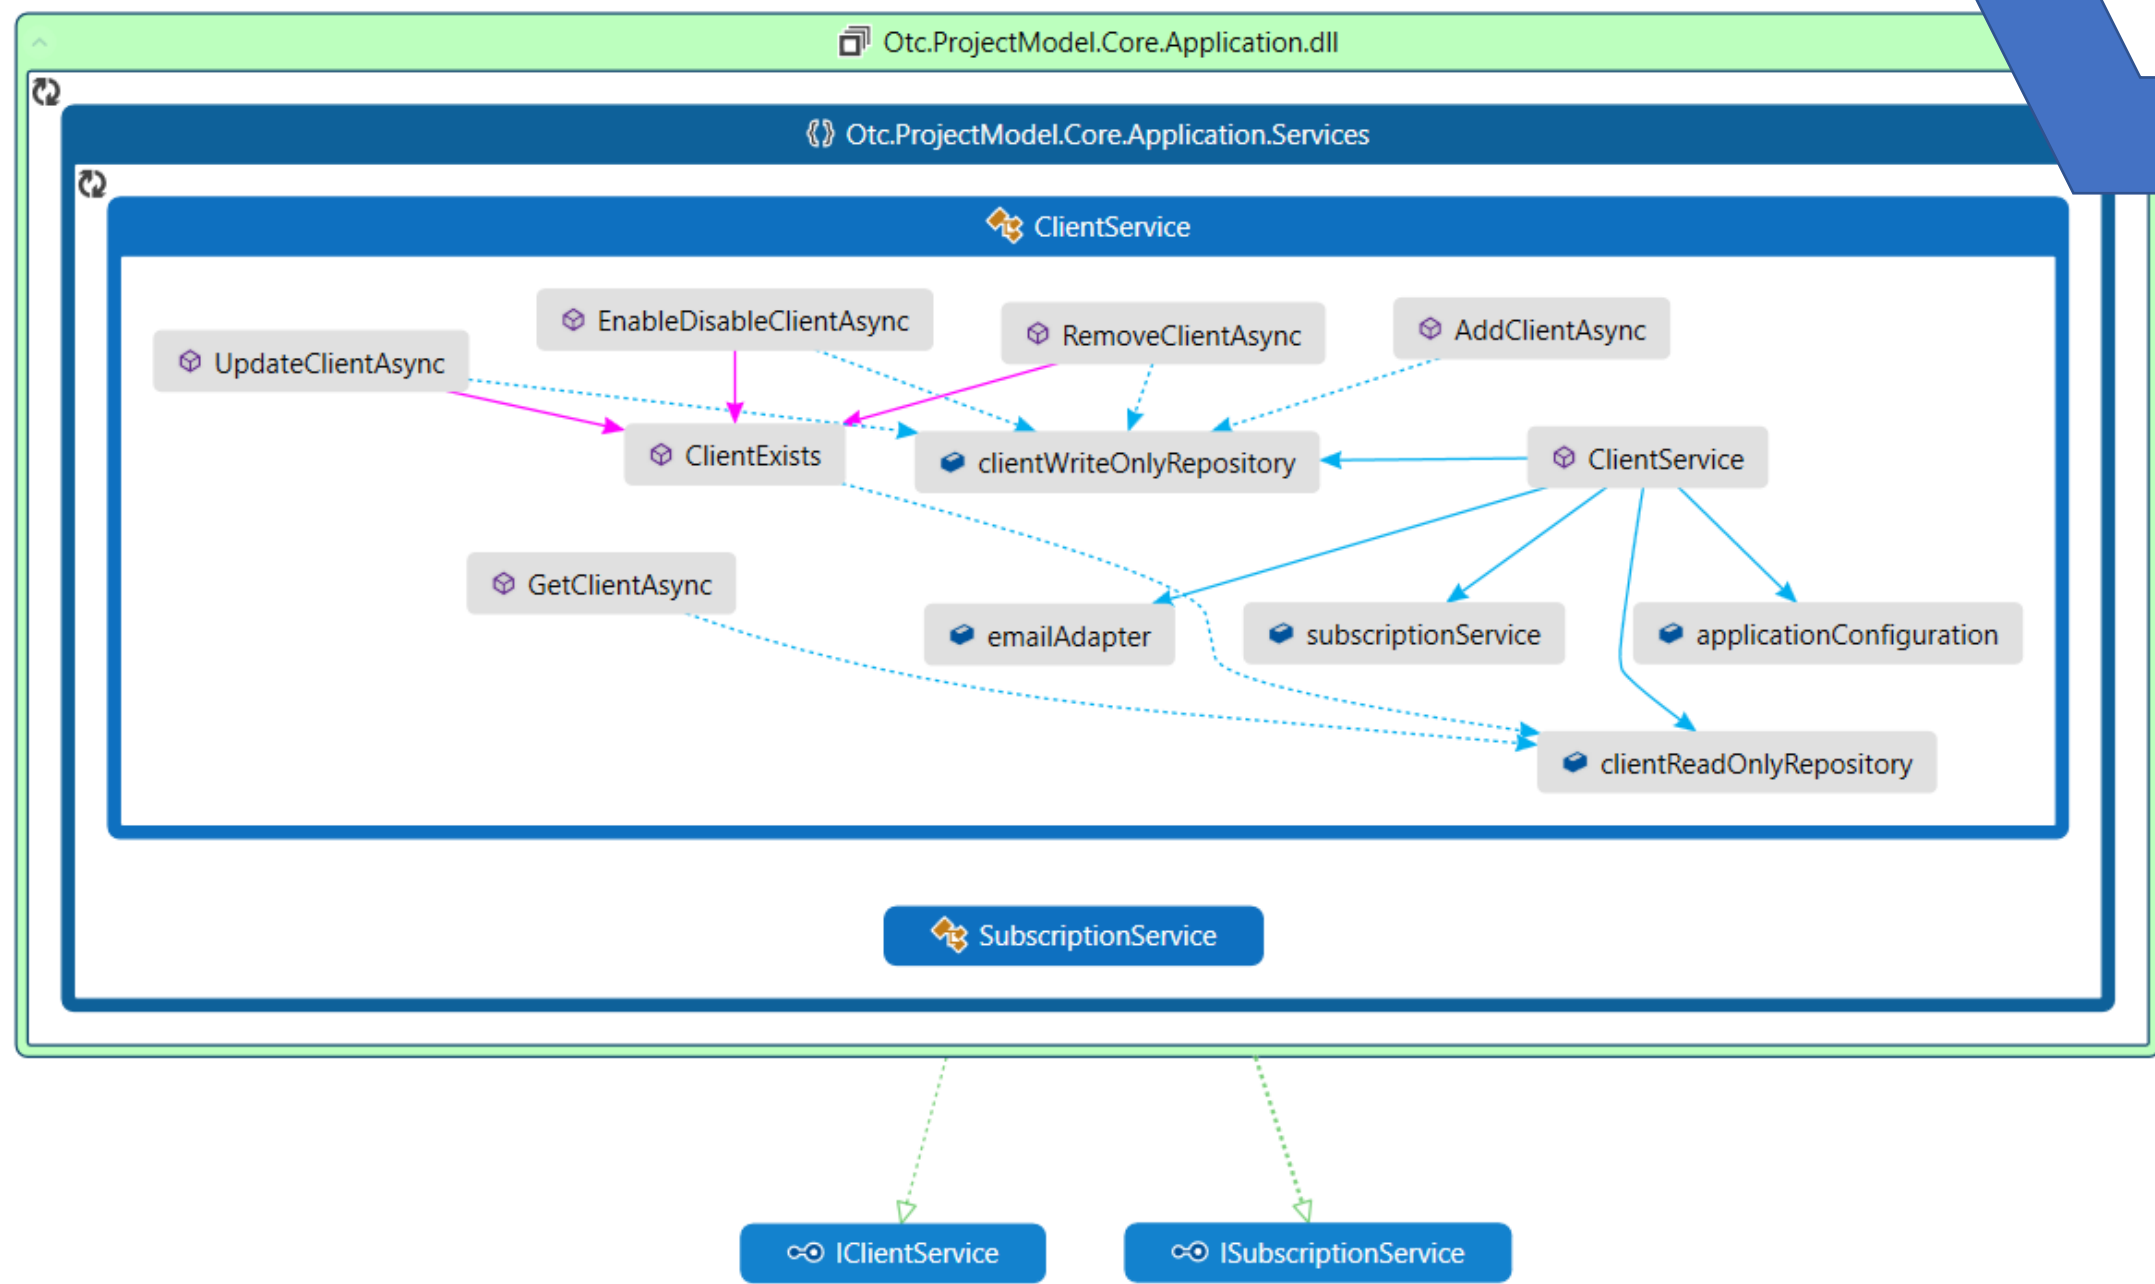 Otc.ProjectModel.Core.Application.dll
Otc.ProjectModel.Core.Application.Services
ClientService
EnableDisableClientAsync
RemoveClientAsync
AddClientAsync
UpdateClientAsync
ClientExists
clientWriteOnlyRepository
ClientService
GetClientAsync
emailAdapter
subscriptionService
applicationConfiguration
clientReadOnlyRepository
SubscriptionService
IClientService
ISubscriptionService